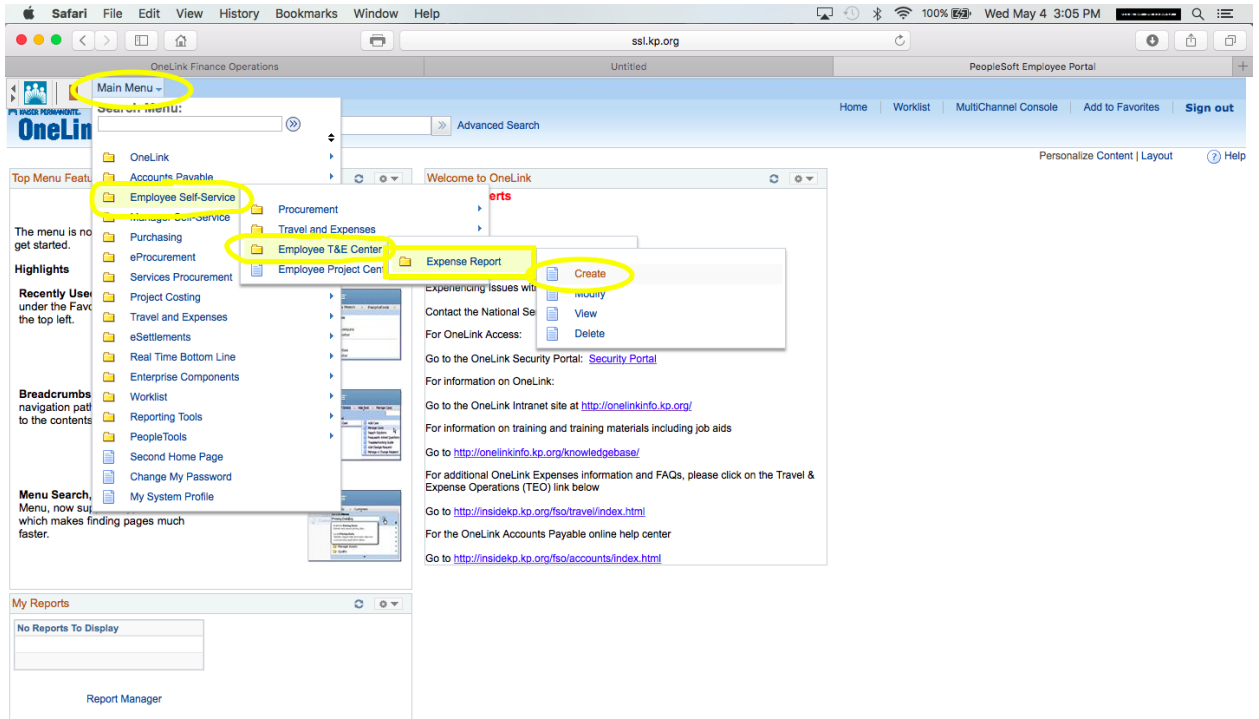 Safari File Edit View History Bookmarks Window Help 100% Wed May 4 3:05 PM
ssl.kp.org
OneLink Finance Operations Untitled PeopleSoft Employee Portal
Main Menu
KAISER PERMANENTE.
OneLin
Search Menu:
Advanced Search
Home Worklist MultiChannel Console Add to Favorites Sign out
Personalize Content | Layout Help
OneLink
Accounts Payable
Employee Self-Service
Manager Self-Service
Purchasing
eProcurement
Services Procurement
Project Costing
Travel and Expenses
eSettlements
Real Time Bottom Line
Enterprise Components
Worklist
Reporting Tools
PeopleTools
Second Home Page
Change My Password
My System Profile
Procurement
Travel and Expenses
Employee T&E Center
Employee Project Cent
Expense Report
Create
Modify
View
Delete
Top Menu Featu
The menu is no
get started.
Highlights
Recently Used
under the Favo
the top left.
Breadcrumbs
navigation path
to the contents
Menu Search,
Menu, now sup
which makes finding pages much
faster.
Welcome to OneLink
erts
Experiencing Issues with
Contact the National Se
For OneLink Access:
Go to the OneLink Security Portal: Security Portal
For information on OneLink:
Go to the OneLink Intranet site at http://onelinkinfo.kp.org/
For information on training and training materials including job aids
Go to http://onelinkinfo.kp.org/knowledgebase/
For additional OneLink Expenses information and FAQs, please click on the Travel &
Expense Operations (TEO) link below
Go to http://insidekp.kp.org/fso/travel/index.html
For the OneLink Accounts Payable online help center
Go to http://insidekp.kp.org/fso/accounts/index.html
My Reports
No Reports To Display
Report Manager